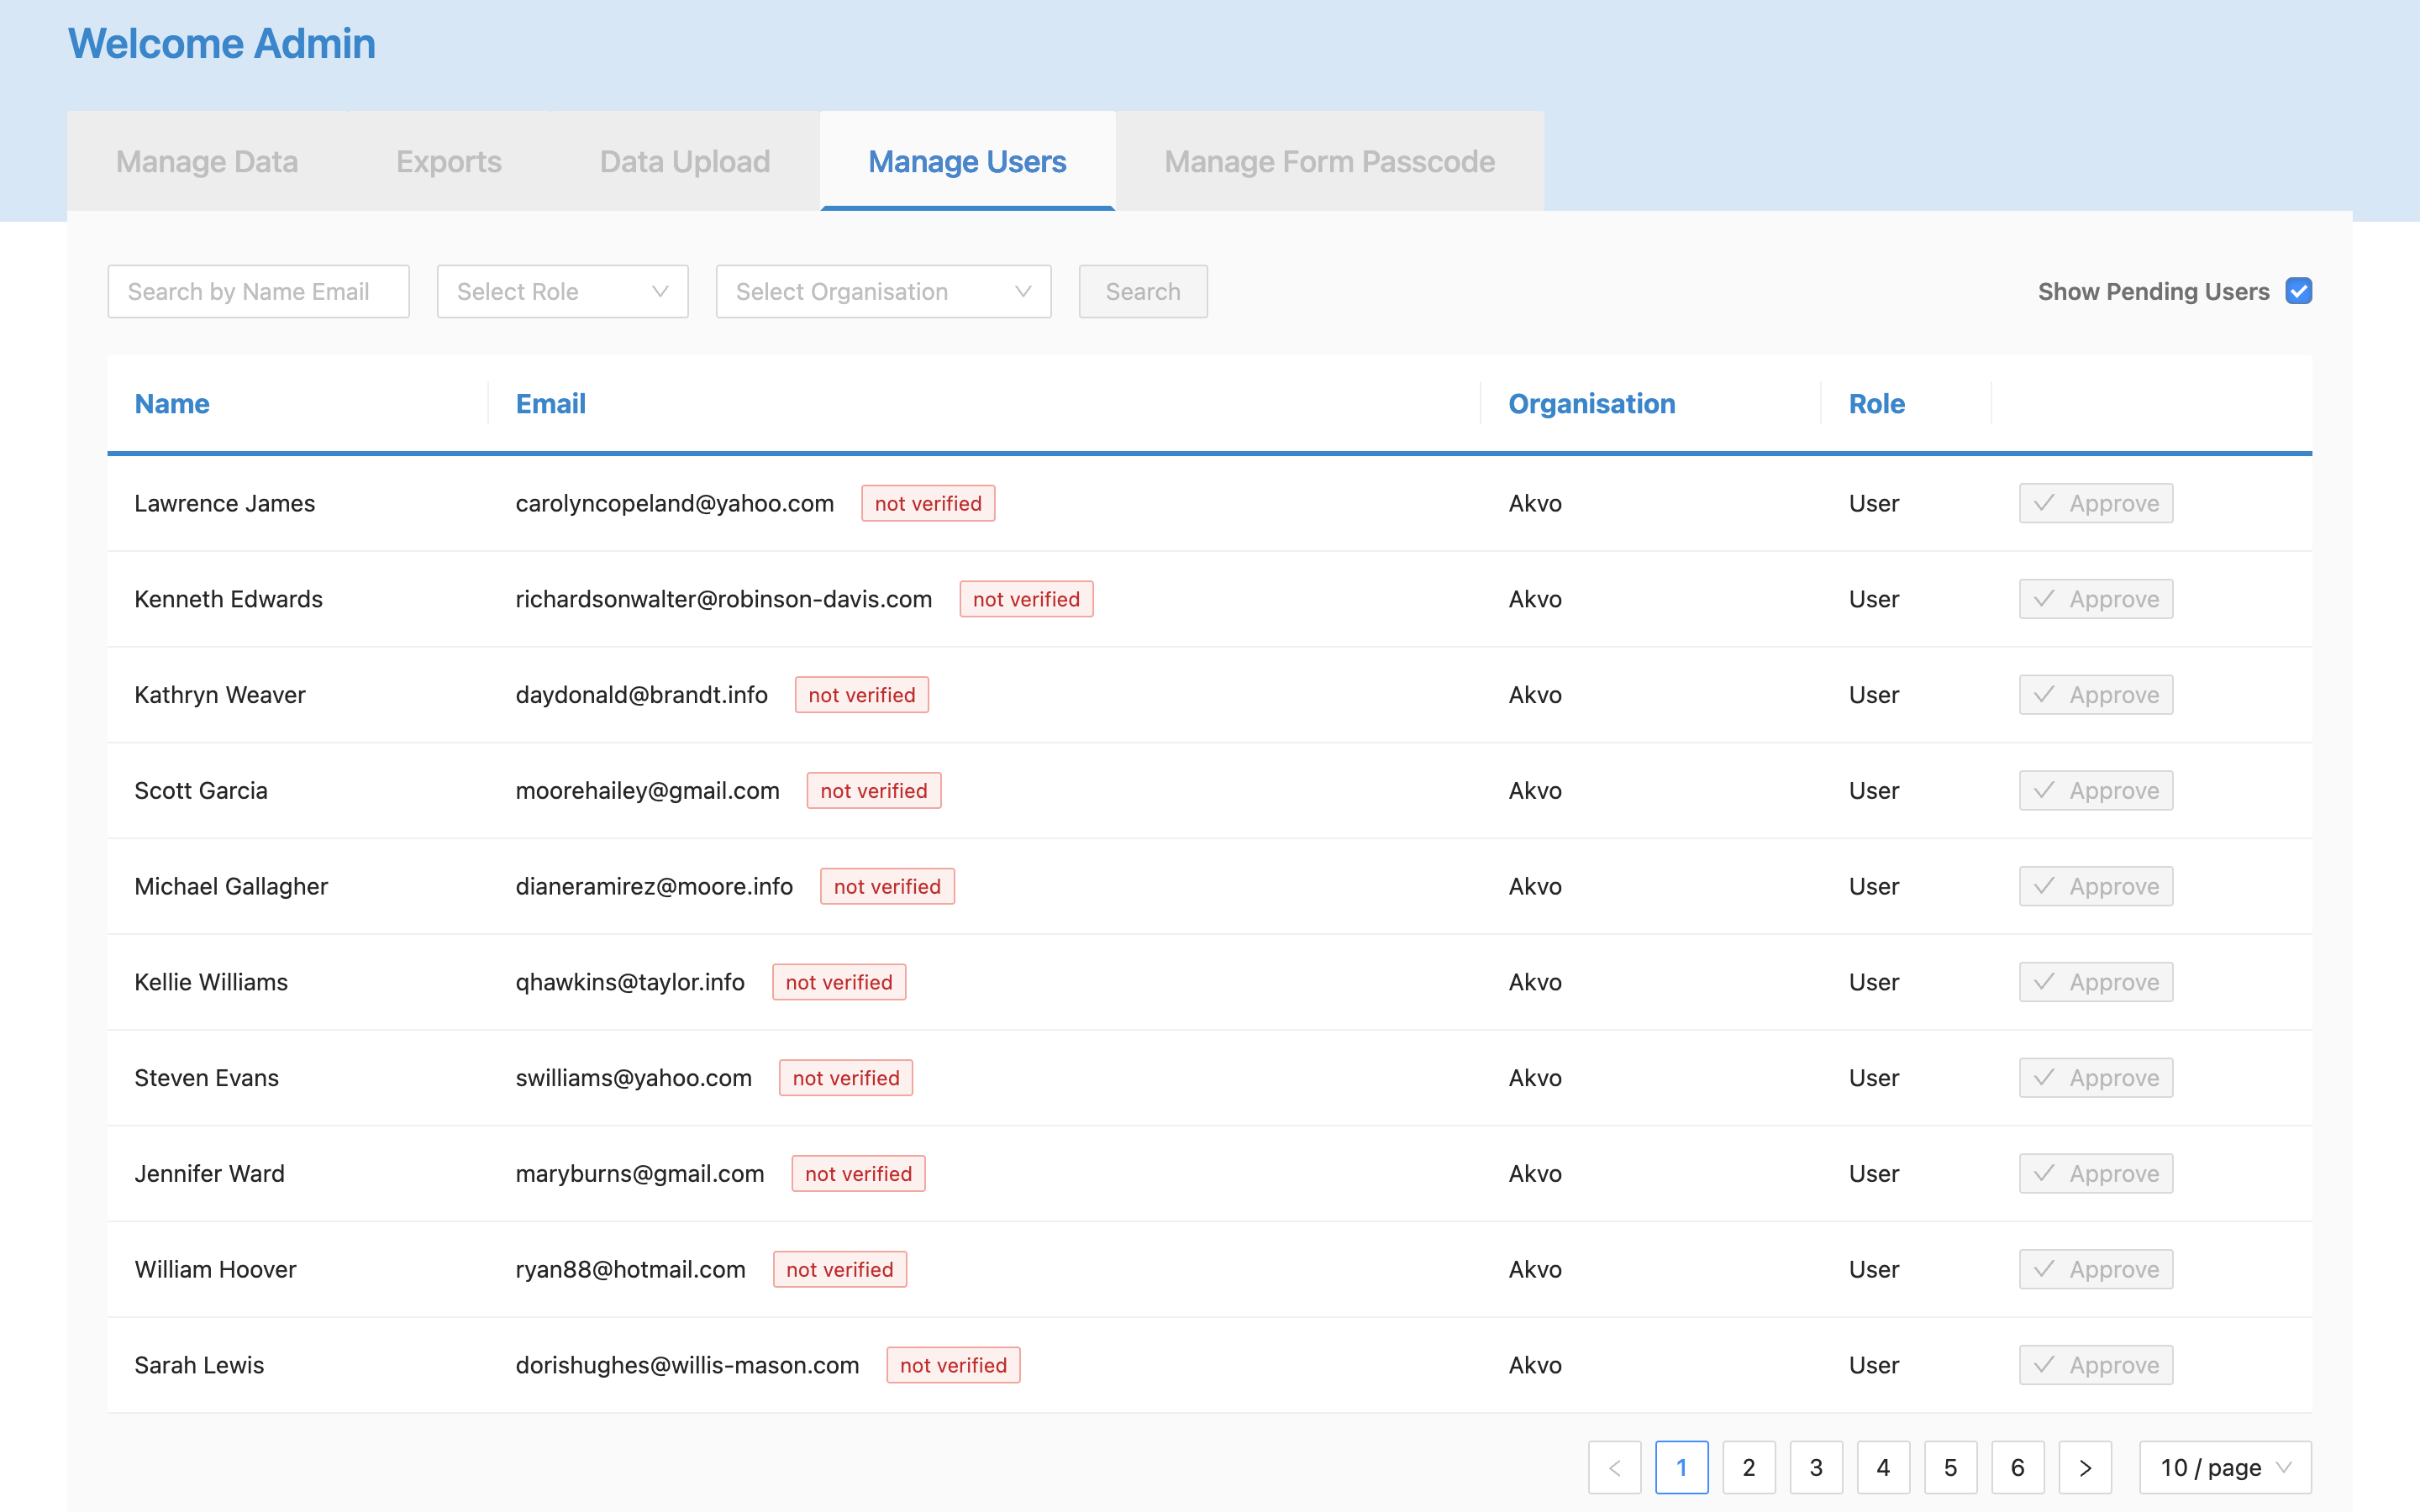 Welcome Admin
Manage Data Exports Data Upload Manage Users Manage Form Passcode
Search by Name Email Select Role Select Organisation Search Show Pending Users
Name Email Organisation Role
Lawrence James carolyncopeland@yahoo.com not verified Akvo User Approve
Kenneth Edwards richardsonwalter@robinson-davis.com not verified Akvo User Approve
Kathryn Weaver daydonald@brandt.info not verified Akvo User Approve
Scott Garcia moorehailey@gmail.com not verified Akvo User Approve
Michael Gallagher dianeramirez@moore.info not verified Akvo User Approve
Kellie Williams qhawkins@taylor.info not verified Akvo User Approve
Steven Evans swilliams@yahoo.com not verified Akvo User Approve
Jennifer Ward maryburns@gmail.com not verified Akvo User Approve
William Hoover ryan88@hotmail.com not verified Akvo User Approve
Sarah Lewis dorishughes@willis-mason.com not verified Akvo User Approve
< 1 2 3 4 5 6 > 10 / page